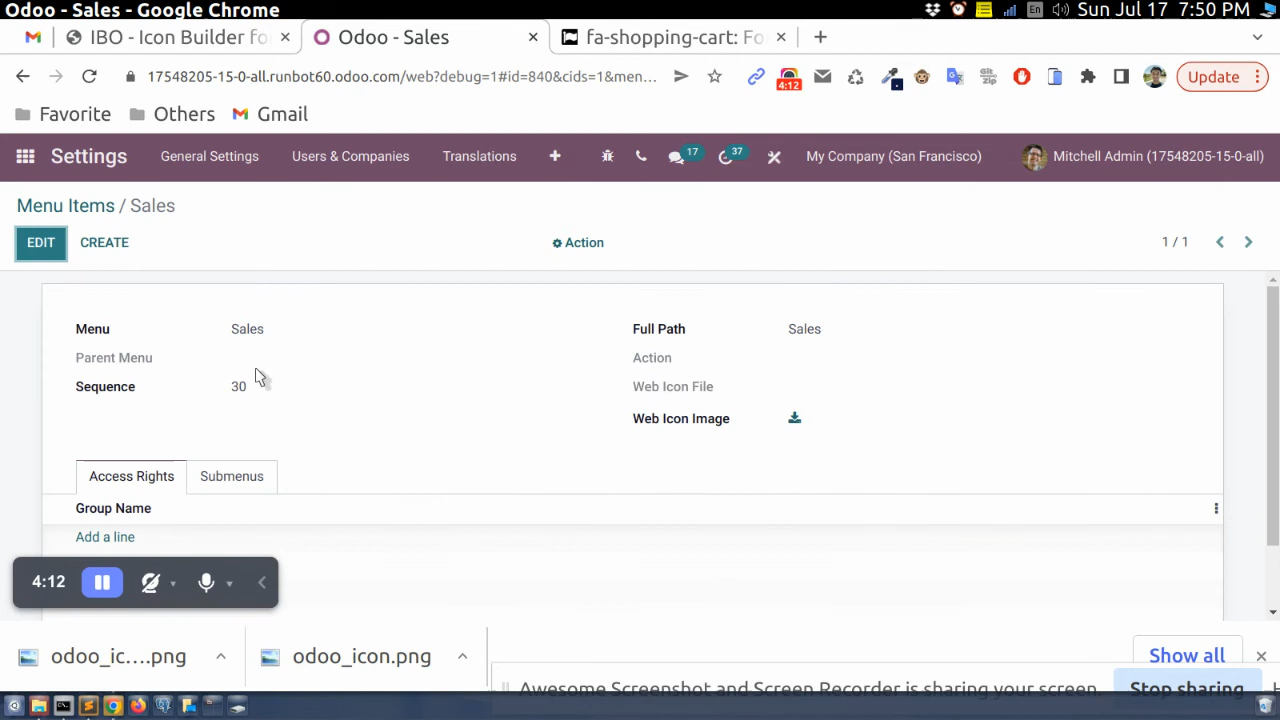 Odoo - Sales - Google Chrome
En
Sun Jul 17 7:50 PM
IBO - Icon Builder fo
Odoo - Sales
fa-shopping-cart: Fo
17548205-15-0-all.runbot60.odoo.com/web?debug=1#id=840&cids=1&men...
4:12
Git
Zip
Update
Favorite
Others
Gmail
Settings
General Settings
Users & Companies
Translations
17
37
My Company (San Francisco)
Mitchell Admin (17548205-15-0-all)
Menu Items / Sales
EDIT
CREATE
Action
1 / 1
Menu
Sales
Full Path
Sales
Parent Menu
Action
Sequence
30
Web Icon File
Web Icon Image
Access Rights
Submenus
Group Name
Add a line
4:12
odoo_ic....png
odoo_icon.png
Show all
Awesome Screenshot and Screen Recorder is sharing your screen.
Stop sharing